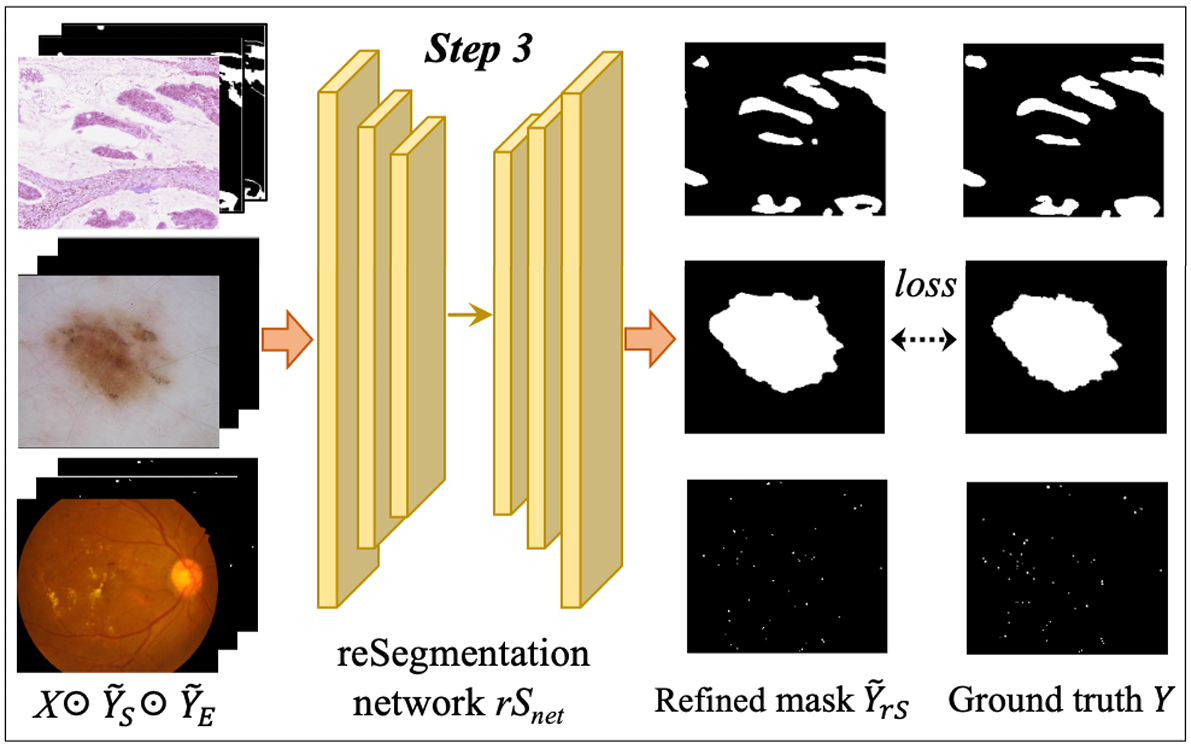 Step 3
loss
reSegmentation
network rS_net
X⊙ Ỹ_S⊙ Ỹ_E
Refined mask Ỹ_rS
Ground truth Y